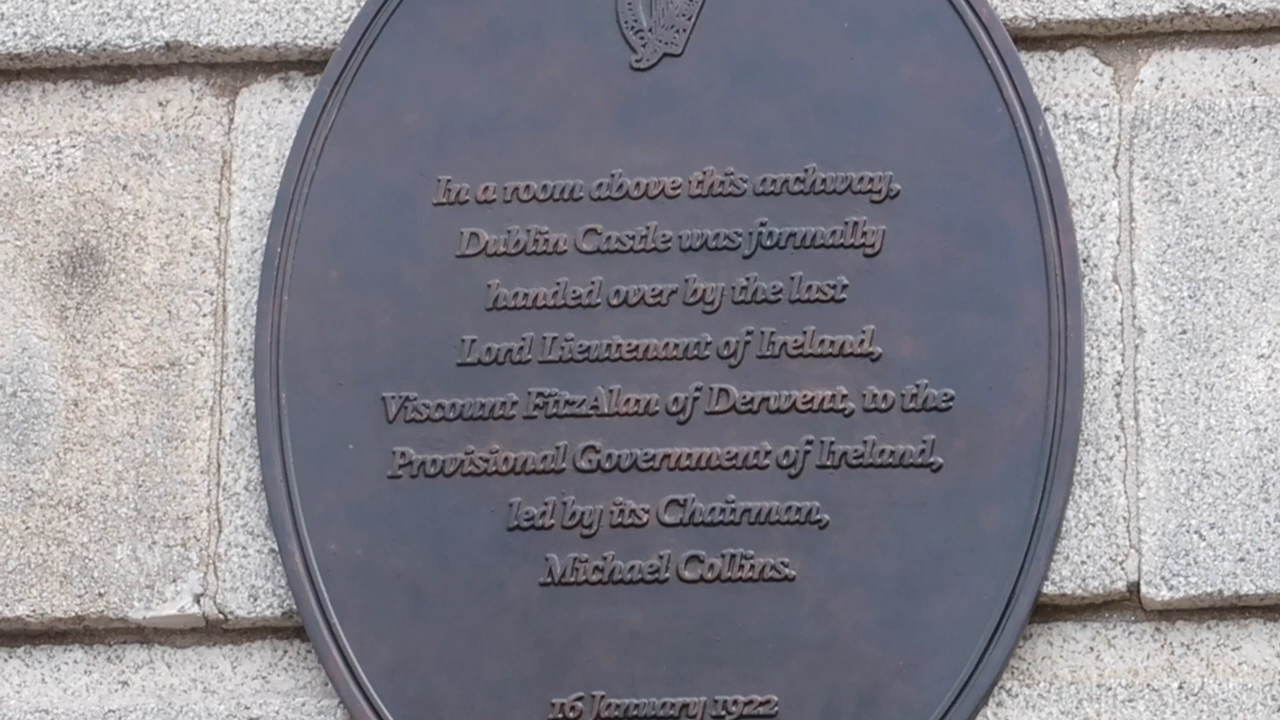 In a room above this archway,
Dublin Castle was formally
handed over by the last
Lord Lieutenant of Ireland,
Viscount FitzAlan of Derwent, to the
Provisional Government of Ireland,
led by its Chairman,
Michael Collins.
16 January 1922